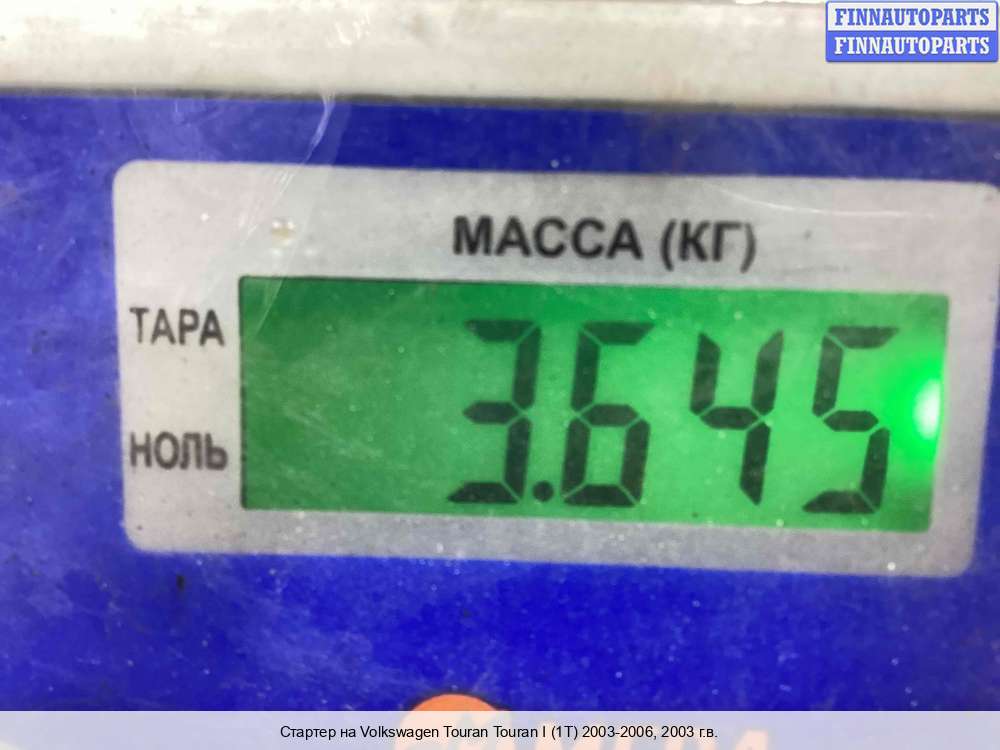 FINNAUTOPARTS
FINNAUTOPARTS
МАССА (КГ)
ТАРА
3.645
НОЛЬ
Стартер на Volkswagen Touran Touran I (1T) 2003-2006, 2003 г.в.